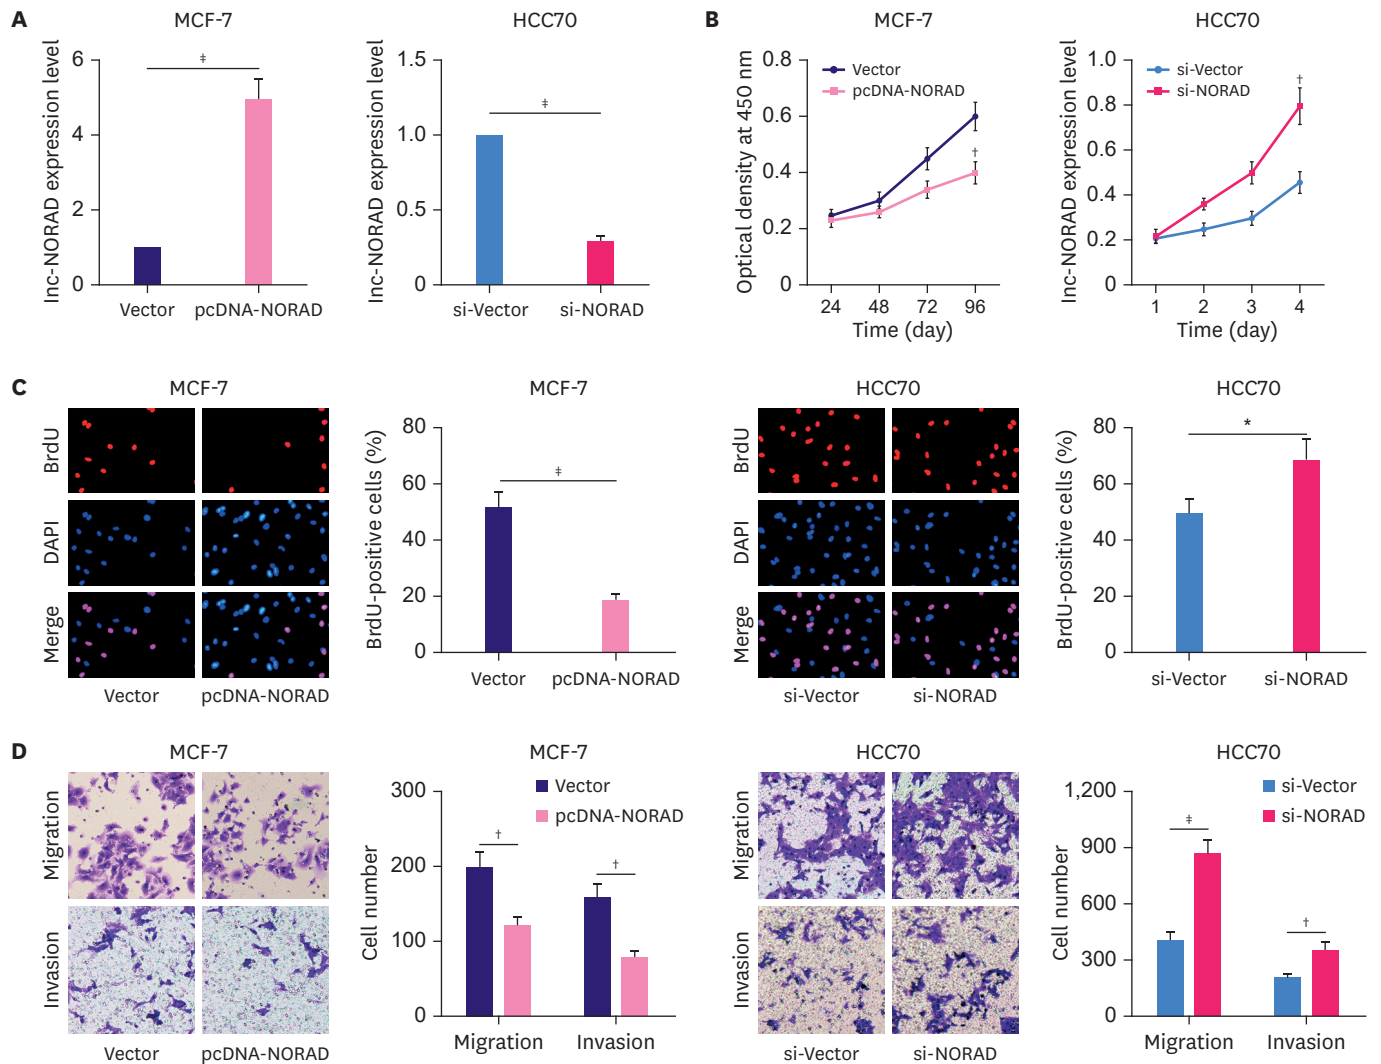 A
MCF-7
lnc-NORAD expression level
6
4
2
0
‡
Vector
pcDNA-NORAD
HCC70
lnc-NORAD expression level
1.5
1.0
0.5
0
‡
si-Vector
si-NORAD
B
MCF-7
Optical density at 450 nm
0.8
0.6
0.4
0.2
0
Vector
pcDNA-NORAD
†
24 48 72 96
Time (day)
HCC70
lnc-NORAD expression level
1.0
0.8
0.6
0.4
0.2
0
si-Vector
si-NORAD
†
1 2 3 4
Time (day)
C
MCF-7
BrdU
DAPI
Merge
Vector
pcDNA-NORAD
MCF-7
BrdU-positive cells (%)
80
60
40
20
0
‡
Vector
pcDNA-NORAD
HCC70
BrdU
DAPI
Merge
si-Vector
si-NORAD
HCC70
BrdU-positive cells (%)
80
60
40
20
0
*
si-Vector
si-NORAD
D
MCF-7
Migration
Invasion
Vector
pcDNA-NORAD
MCF-7
Cell number
300
200
100
0
Vector
pcDNA-NORAD
†
†
Migration
Invasion
HCC70
Migration
Invasion
si-Vector
si-NORAD
HCC70
Cell number
1,200
900
600
300
0
si-Vector
si-NORAD
‡
†
Migration
Invasion